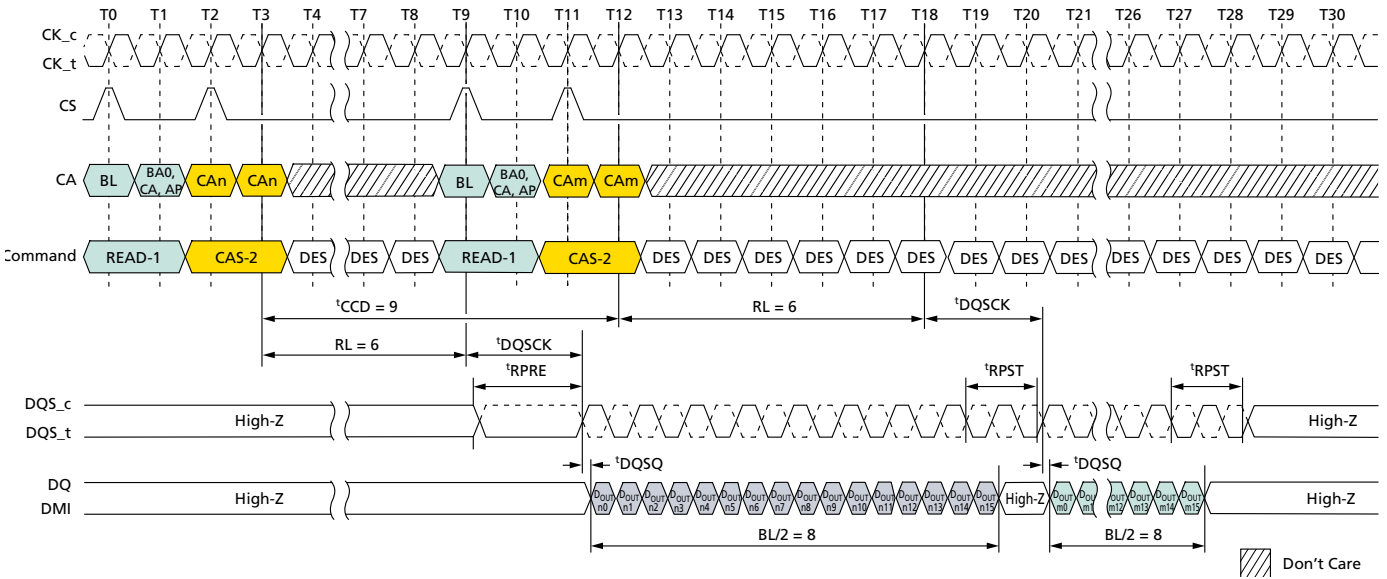 T0 T1 T2 T3 T4 T7 T8 T9 T10 T11 T12 T13 T14 T15 T16 T17 T18 T19 T20 T21 T26 T27 T28 T29 T30
CK_c
CK_t
CS
CA BL BA0, CA, AP CAn CAn BL BA0, CA, AP CAm CAm
Command READ-1 CAS-2 DES DES DES READ-1 CAS-2 DES DES DES DES DES DES DES DES DES DES DES DES DES DES
tCCD = 9 RL = 6 tDQSCK
RL = 6 tDQSCK
tRPRE tRPST tRPST
DQS_c
DQS_t
High-Z High-Z
tDQSQ tDQSQ
DQ
DMI
High-Z DOUT n0 DOUT n1 DOUT n2 DOUT n3 DOUT n4 DOUT n5 DOUT n6 DOUT n7 DOUT n8 DOUT n9 DOUT n10 DOUT n11 DOUT n12 DOUT n13 DOUT n14 DOUT n15 High-Z DOUT m0 DOUT m1 m12 DOUT m13 DOUT m14 DOUT m15 High-Z
BL/2 = 8 BL/2 = 8
Don't Care